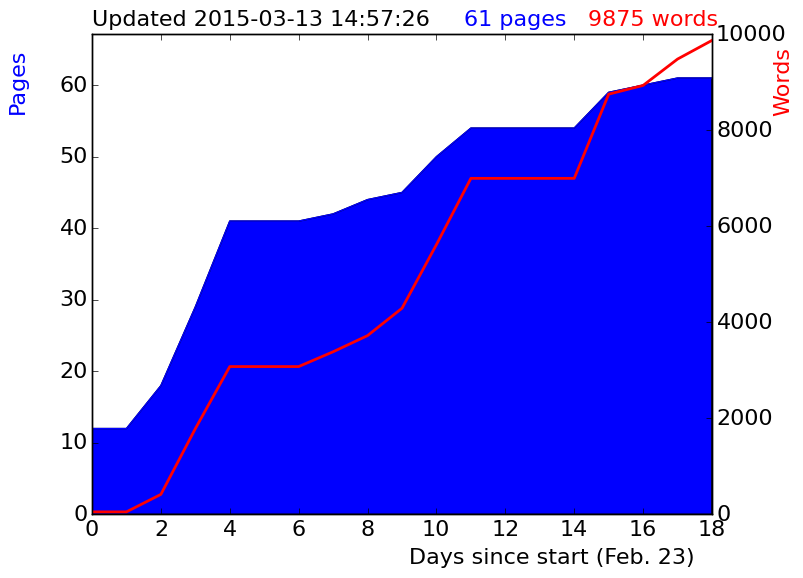 Updated 2015-03-13 14:57:26 61 pages 9875 words
Pages
Words
60
50
40
30
20
10
0
10000
8000
6000
4000
2000
0
0 2 4 6 8 10 12 14 16 18
Days since start (Feb. 23)